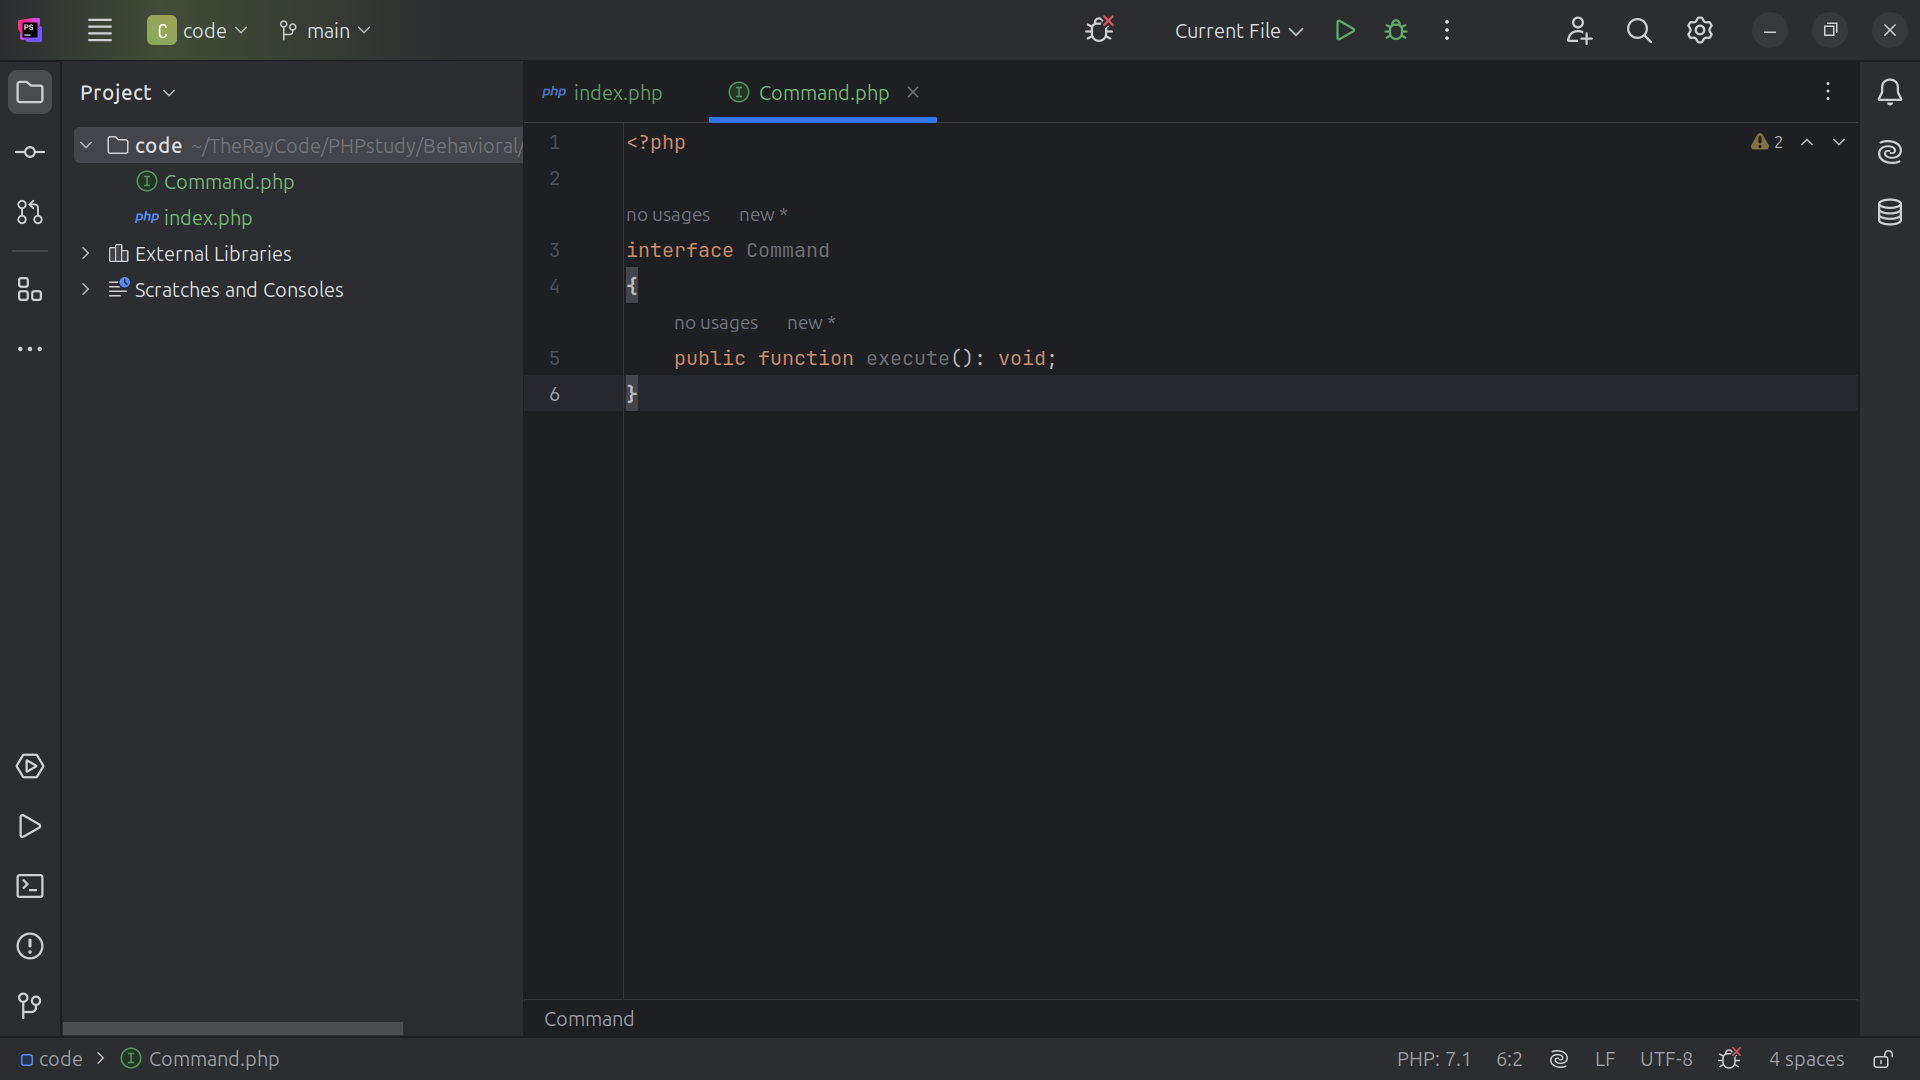 PS
C code main Current File
Project
code ~/TheRayCode/PHPstudy/Behavioral/
Command.php
php index.php
External Libraries
Scratches and Consoles
php index.php Command.php
1 <?php
2
no usages new *
3 interface Command
4 {
no usages new *
5 public function execute(): void;
6 }
2
Command
code > Command.php
PHP: 7.1 6:2 LF UTF-8 4 spaces